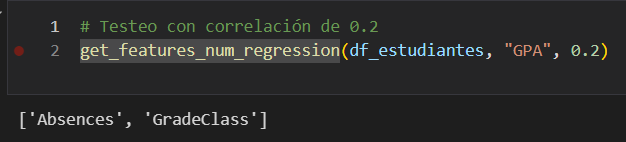 1 # Testeo con correlación de 0.2
2 get_features_num_regression(df_estudiantes, "GPA", 0.2)
['Absences', 'GradeClass']